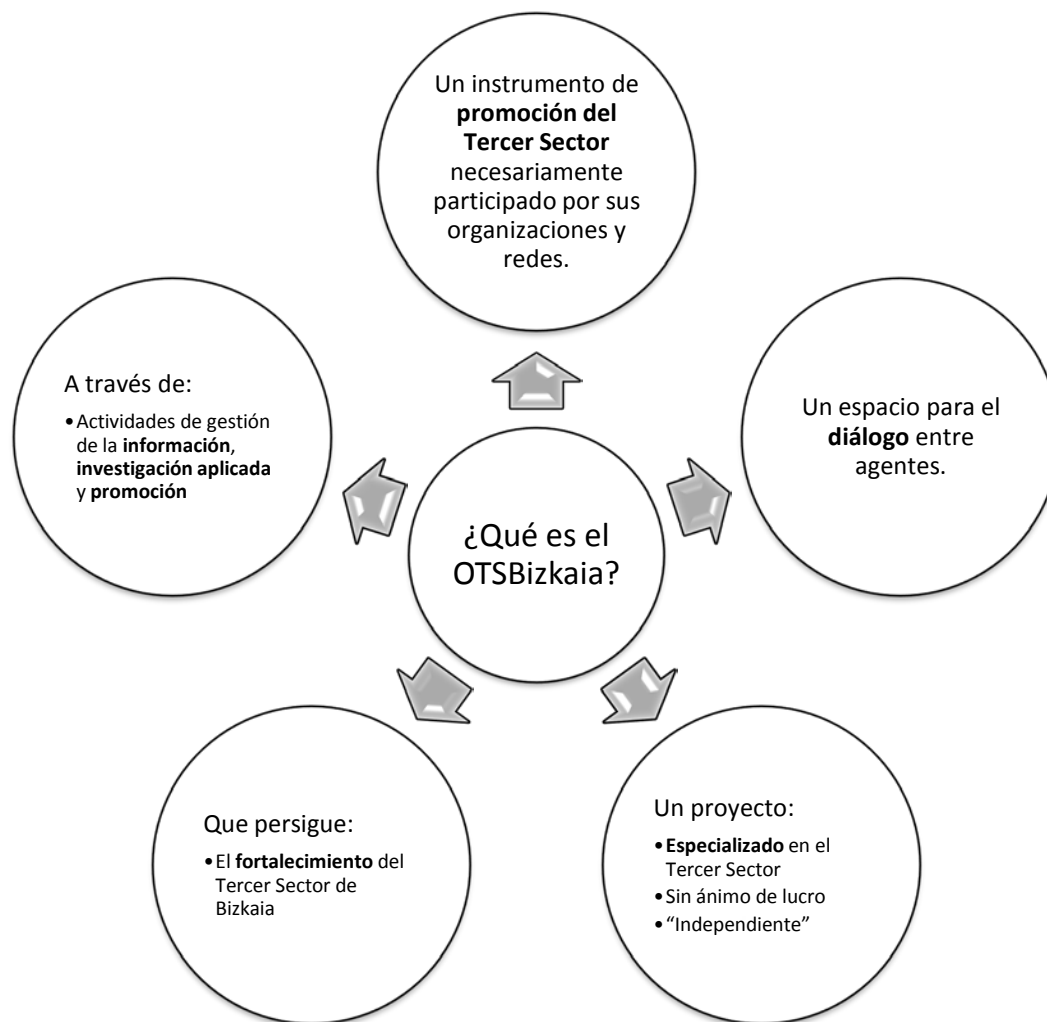 Un instrumento de
promoción del
Tercer Sector
necesariamente
participado por sus
organizaciones y
redes.
Un espacio para el
diálogo entre
agentes.
Un proyecto:
•Especializado en el
Tercer Sector
•Sin ánimo de lucro
•“Independiente”
Que persigue:
•El fortalecimiento del
Tercer Sector de
Bizkaia
A través de:
•Actividades de gestión
de la información,
investigación aplicada
y promoción
¿Qué es el
OTSBizkaia?